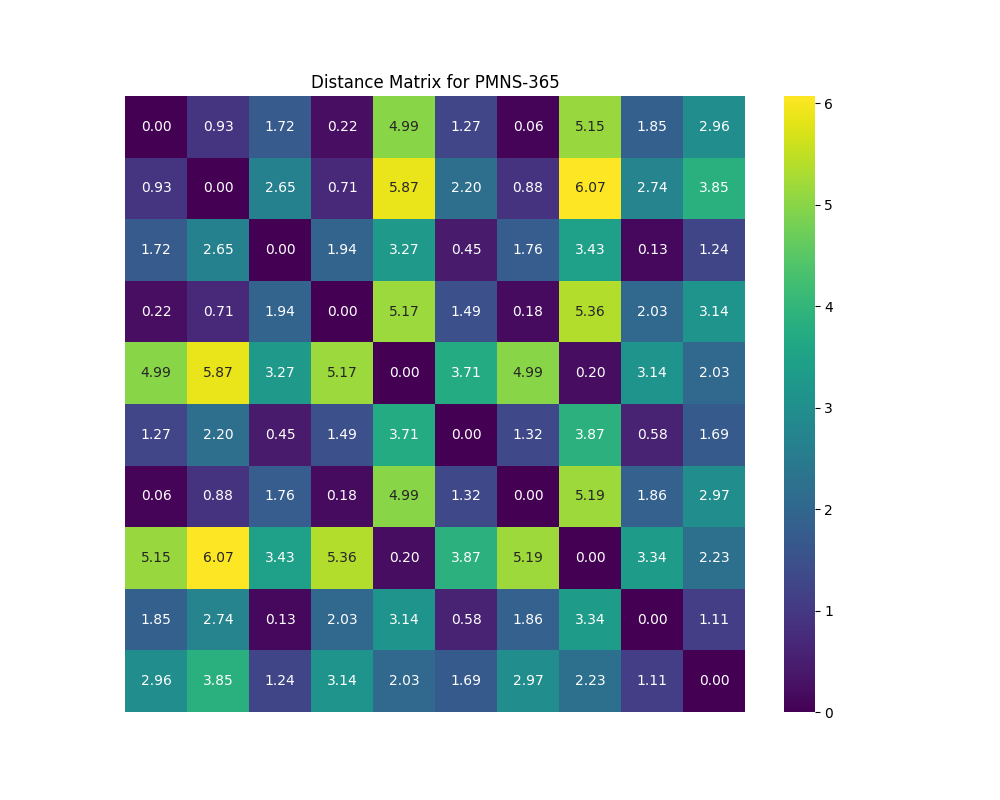 Distance Matrix for PMNS-365
0.00 0.93 1.72 0.22 4.99 1.27 0.06 5.15 1.85 2.96
0.93 0.00 2.65 0.71 5.87 2.20 0.88 6.07 2.74 3.85
1.72 2.65 0.00 1.94 3.27 0.45 1.76 3.43 0.13 1.24
0.22 0.71 1.94 0.00 5.17 1.49 0.18 5.36 2.03 3.14
4.99 5.87 3.27 5.17 0.00 3.71 4.99 0.20 3.14 2.03
1.27 2.20 0.45 1.49 3.71 0.00 1.32 3.87 0.58 1.69
0.06 0.88 1.76 0.18 4.99 1.32 0.00 5.19 1.86 2.97
5.15 6.07 3.43 5.36 0.20 3.87 5.19 0.00 3.34 2.23
1.85 2.74 0.13 2.03 3.14 0.58 1.86 3.34 0.00 1.11
2.96 3.85 1.24 3.14 2.03 1.69 2.97 2.23 1.11 0.00
6
5
4
3
2
1
0